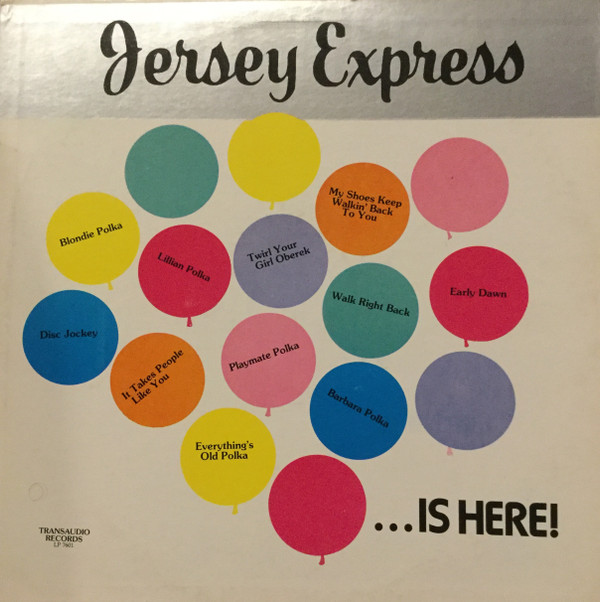 Jersey Express
My Shoes Keep
Walkin' Back
To You
Blondie Polka
Lillian Polka
Twirl Your
Girl Oberek
Walk Right Back
Early Dawn
Disc Jockey
It Takes People
Like You
Playmate Polka
Barbara Polka
Everything's
Old Polka
...IS HERE!
TRANSAUDIO
RECORDS